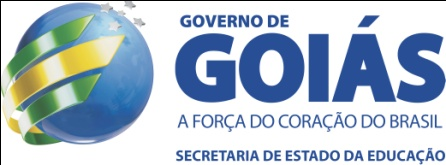 GOVERNO DE
GOIÁS
A FORÇA DO CORAÇÃO DO BRASIL
SECRETARIA DE ESTADO DA EDUCAÇÃO